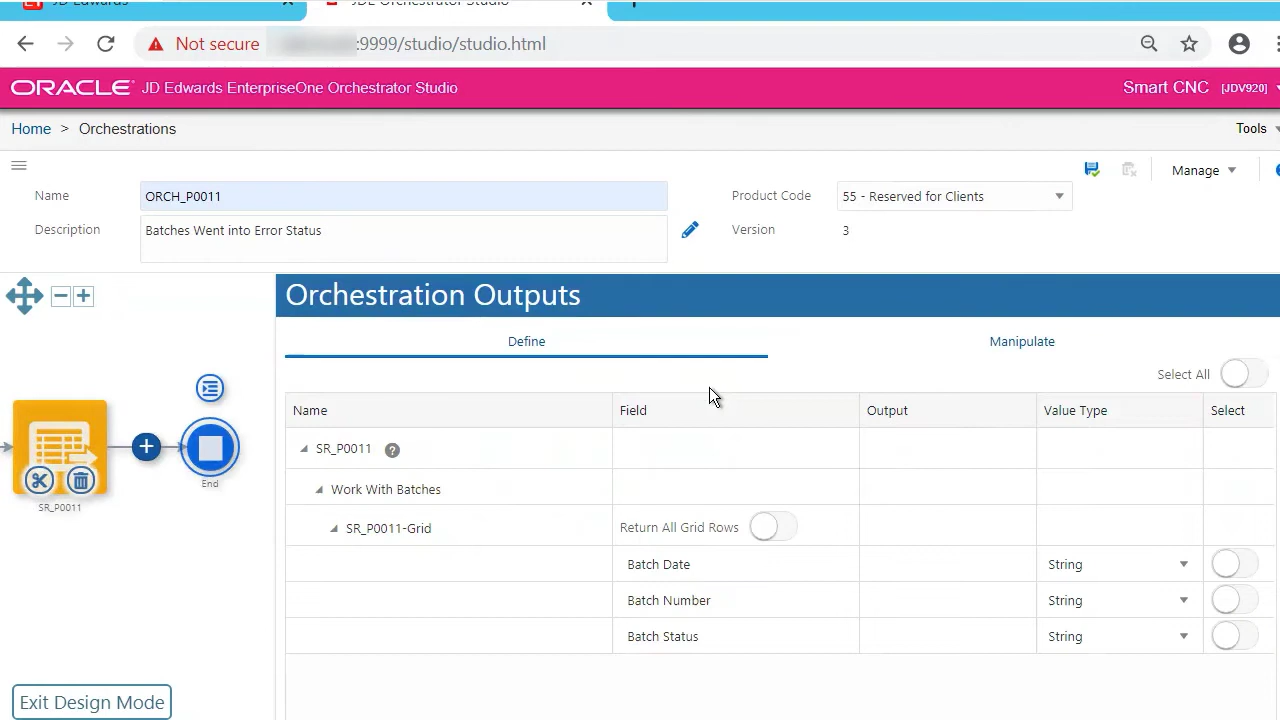 JD Edwards
JDE Orchestrator Studio
Not secure
:9999/studio/studio.html
ORACLE JD Edwards EnterpriseOne Orchestrator Studio
Smart CNC [JDV920]
Home > Orchestrations
Tools
Manage
Name
ORCH_P0011
Product Code
55 - Reserved for Clients
Description
Batches Went into Error Status
Version
3
Orchestration Outputs
Define
Manipulate
Select All
Name Field Output Value Type Select
SR_P0011 ?
Work With Batches
SR_P0011-Grid Return All Grid Rows
Batch Date String
Batch Number String
Batch Status String
SR_P0011
End
Exit Design Mode